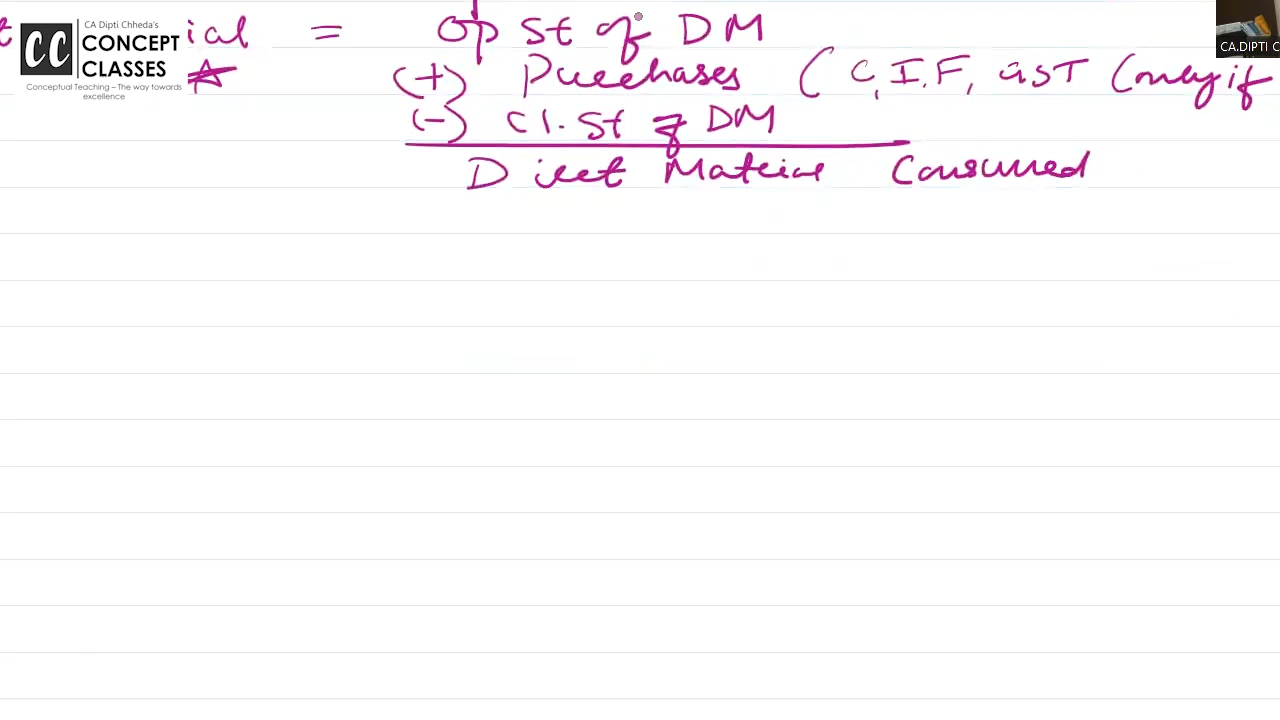 t ial = op st of DM
(+) Purchases ( C, I.F, GST (only if
(-) cl. st of DM
Direct Material Consumed
CA Dipti Chheda's
CC CONCEPT
CLASSES
Conceptual Teaching – The way towards
excellence
CA.DIPTI C